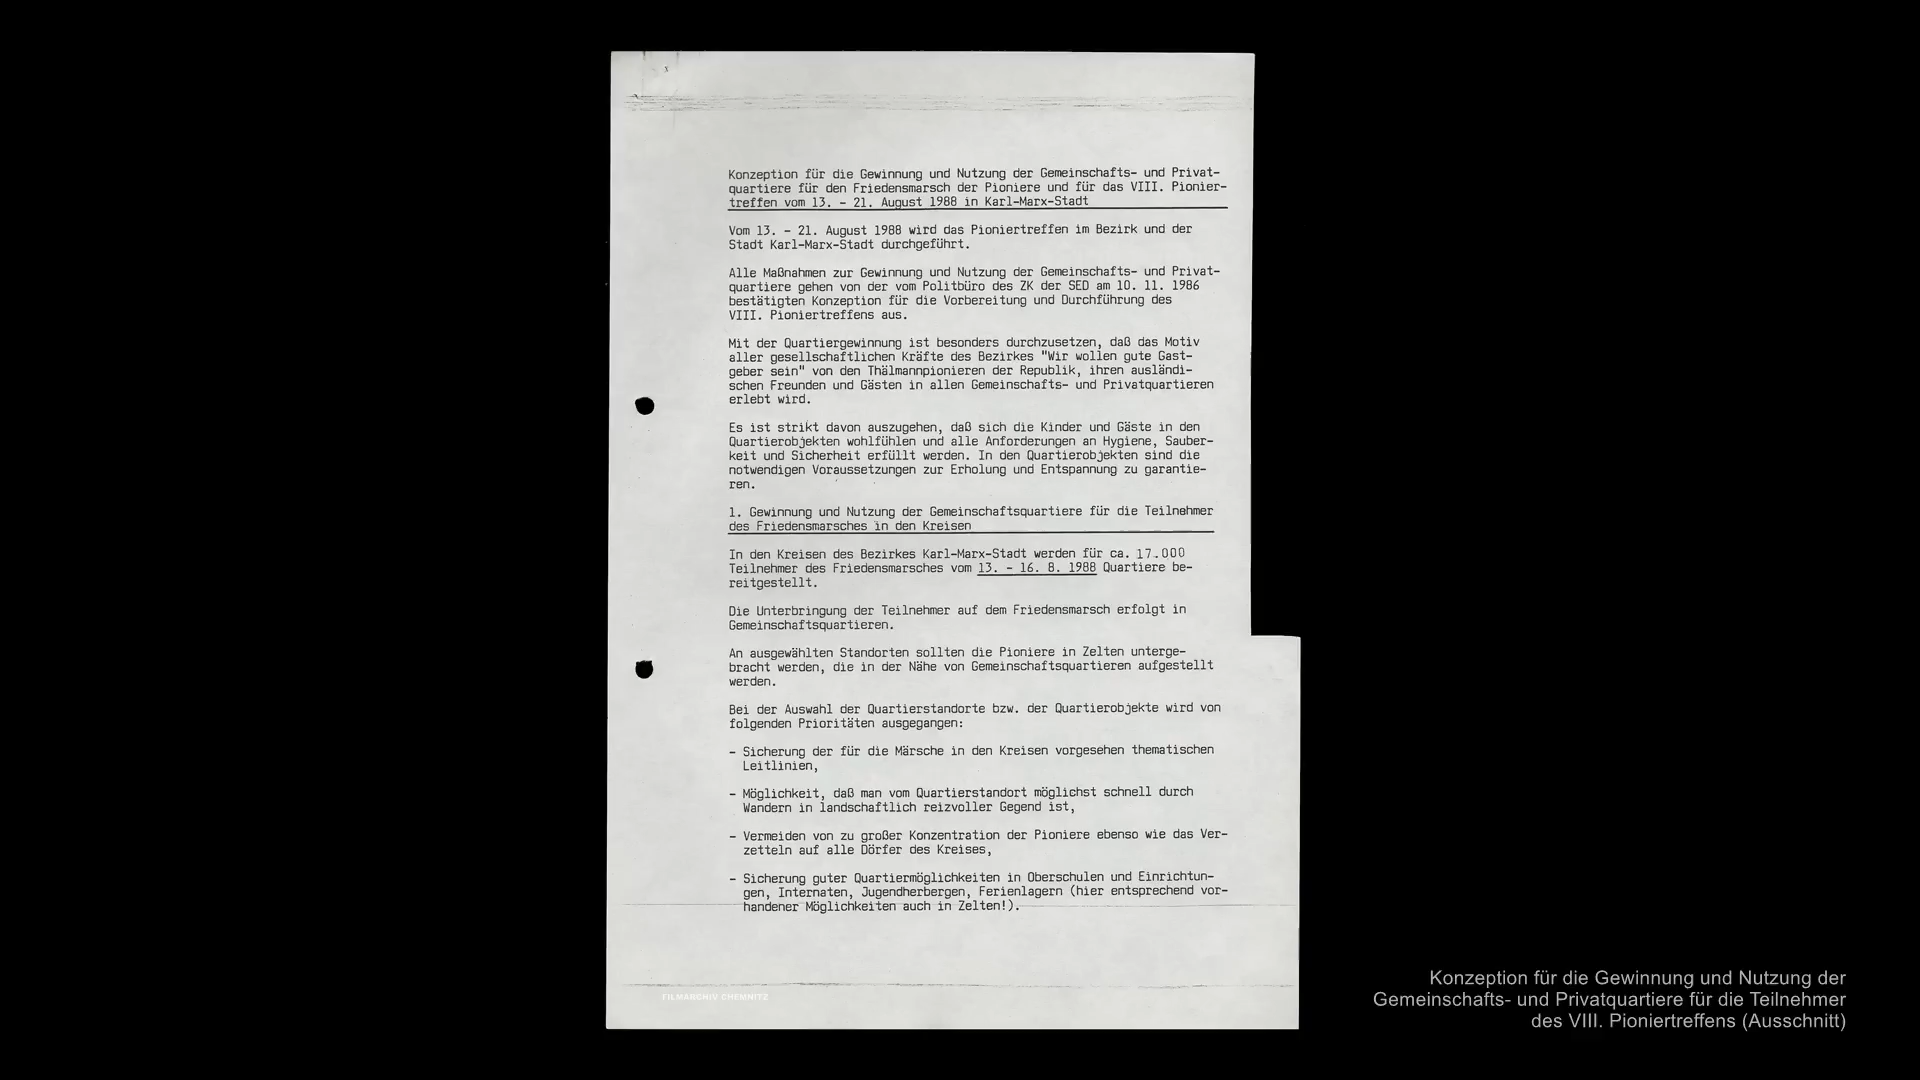 Konzeption für die Gewinnung und Nutzung der Gemeinschafts- und Privat-
quartiere für den Friedensmarsch der Pioniere und für das VIII. Pionier-
treffen vom 13. - 21. August 1988 in Karl-Marx-Stadt
Vom 13. - 21. August 1988 wird das Pioniertreffen im Bezirk und der
Stadt Karl-Marx-Stadt durchgeführt.
Alle Maßnahmen zur Gewinnung und Nutzung der Gemeinschafts- und Privat-
quartiere gehen von der vom Politbüro des ZK der SED am 10. 11. 1986
bestätigten Konzeption für die Vorbereitung und Durchführung des
VIII. Pioniertreffens aus.
Mit der Quartiergewinnung ist besonders durchzusetzen, daß das Motiv
aller gesellschaftlichen Kräfte des Bezirkes "Wir wollen gute Gast-
geber sein" von den Thälmannpionieren der Republik, ihren ausländi-
schen Freunden und Gästen in allen Gemeinschafts- und Privatquartieren
erlebt wird.
Es ist strikt davon auszugehen, daß sich die Kinder und Gäste in den
Quartierobjekten wohlfühlen und alle Anforderungen an Hygiene, Sauber-
keit und Sicherheit erfüllt werden. In den Quartierobjekten sind die
notwendigen Voraussetzungen zur Erholung und Entspannung zu garantie-
ren.
1. Gewinnung und Nutzung der Gemeinschaftsquartiere für die Teilnehmer
des Friedensmarsches in den Kreisen
In den Kreisen des Bezirkes Karl-Marx-Stadt werden für ca. 17.000
Teilnehmer des Friedensmarsches vom 13. - 16. 8. 1988 Quartiere be-
reitgestellt.
Die Unterbringung der Teilnehmer auf dem Friedensmarsch erfolgt in
Gemeinschaftsquartieren.
An ausgewählten Standorten sollten die Pioniere in Zelten unterge-
bracht werden, die in der Nähe von Gemeinschaftsquartieren aufgestellt
werden.
Bei der Auswahl der Quartierstandorte bzw. der Quartierobjekte wird von
folgenden Prioritäten ausgegangen:
- Sicherung der für die Märsche in den Kreisen vorgesehen thematischen
Leitlinien,
- Möglichkeit, daß man vom Quartierstandort möglichst schnell durch
Wandern in landschaftlich reizvoller Gegend ist,
- Vermeiden von zu großer Konzentration der Pioniere ebenso wie das Ver-
zetteln auf alle Dörfer des Kreises,
- Sicherung guter Quartiermöglichkeiten in Oberschulen und Einrichtun-
gen, Internaten, Jugendherbergen, Ferienlagern (hier entsprechend vor-
handener Möglichkeiten auch in Zelten!).
FILMARCHIV CHEMNITZ
Konzeption für die Gewinnung und Nutzung der
Gemeinschafts- und Privatquartiere für die Teilnehmer
des VIII. Pioniertreffens (Ausschnitt)